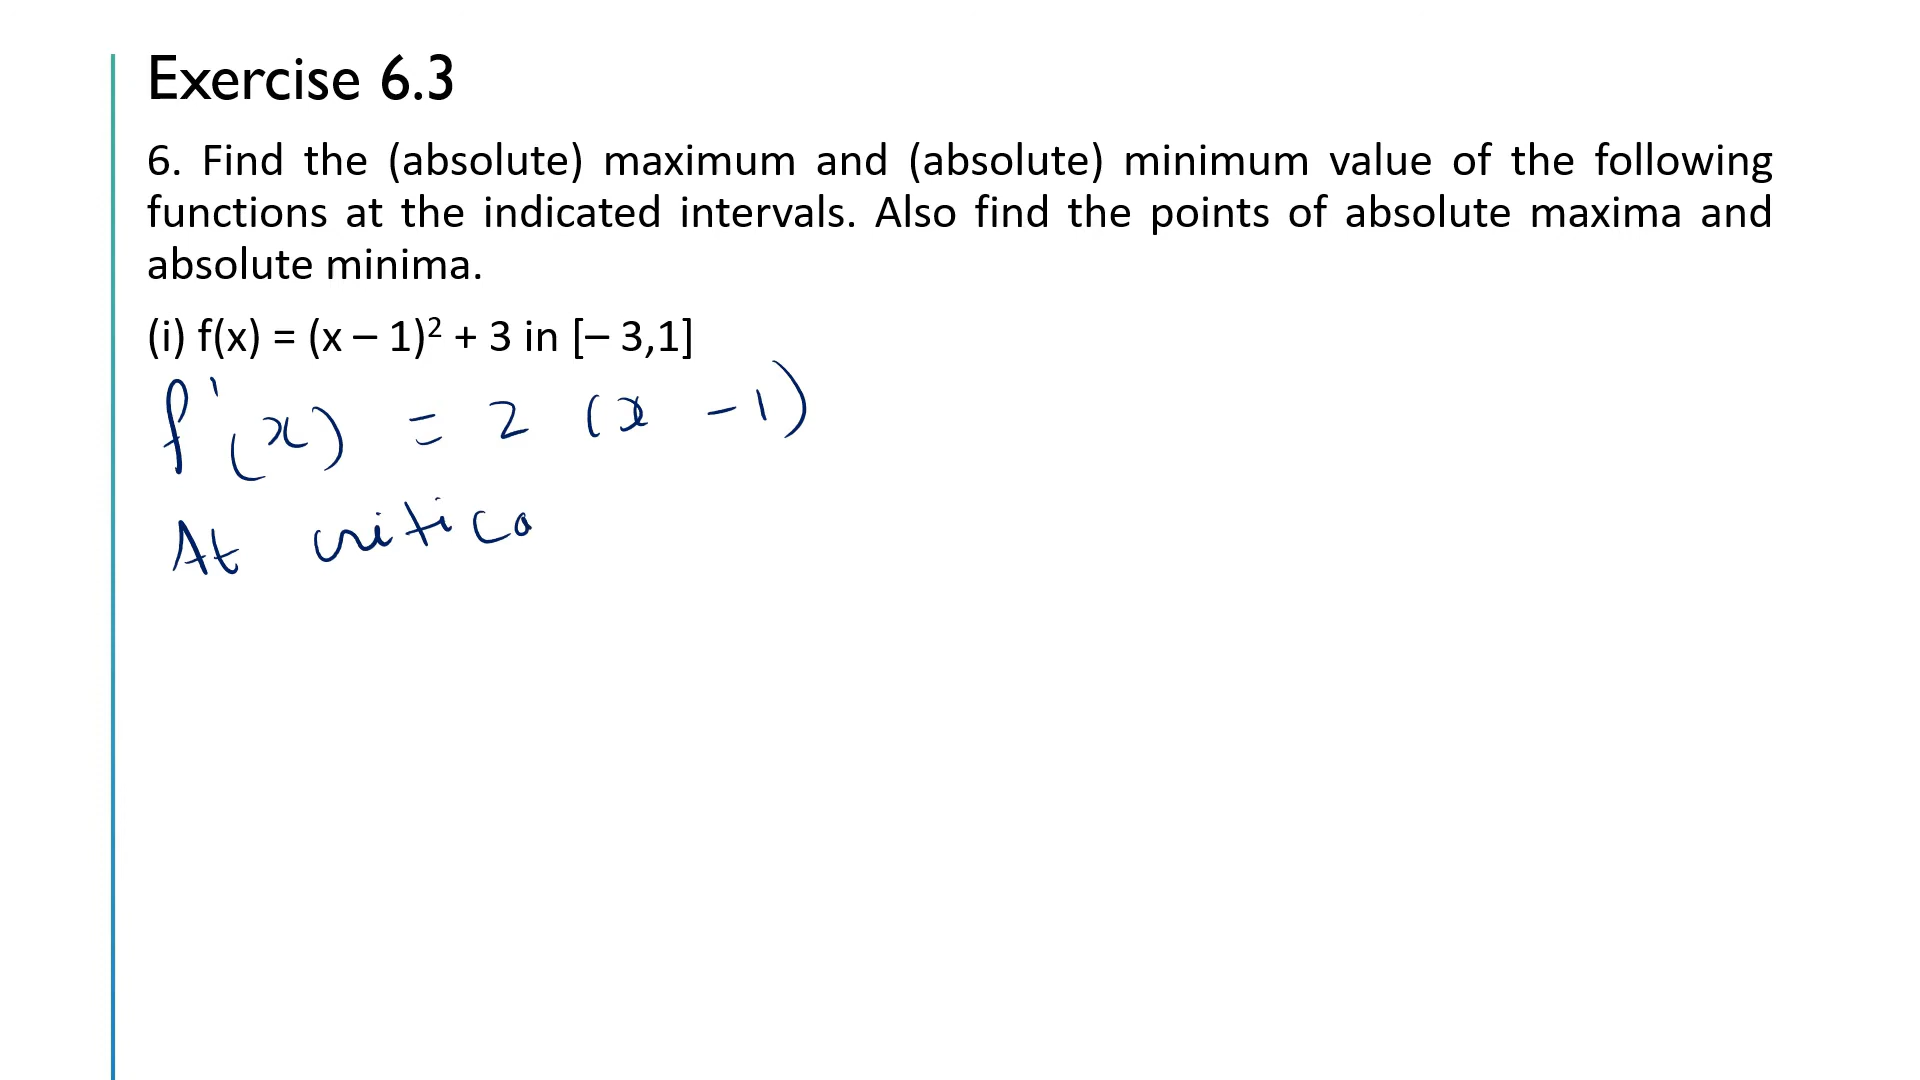 Exercise 6.3
6. Find the (absolute) maximum and (absolute) minimum value of the following
functions at the indicated intervals. Also find the points of absolute maxima and
absolute minima.
(i) f(x) = (x – 1)² + 3 in [– 3,1]
f'(x) = 2 (x - 1)
At critica